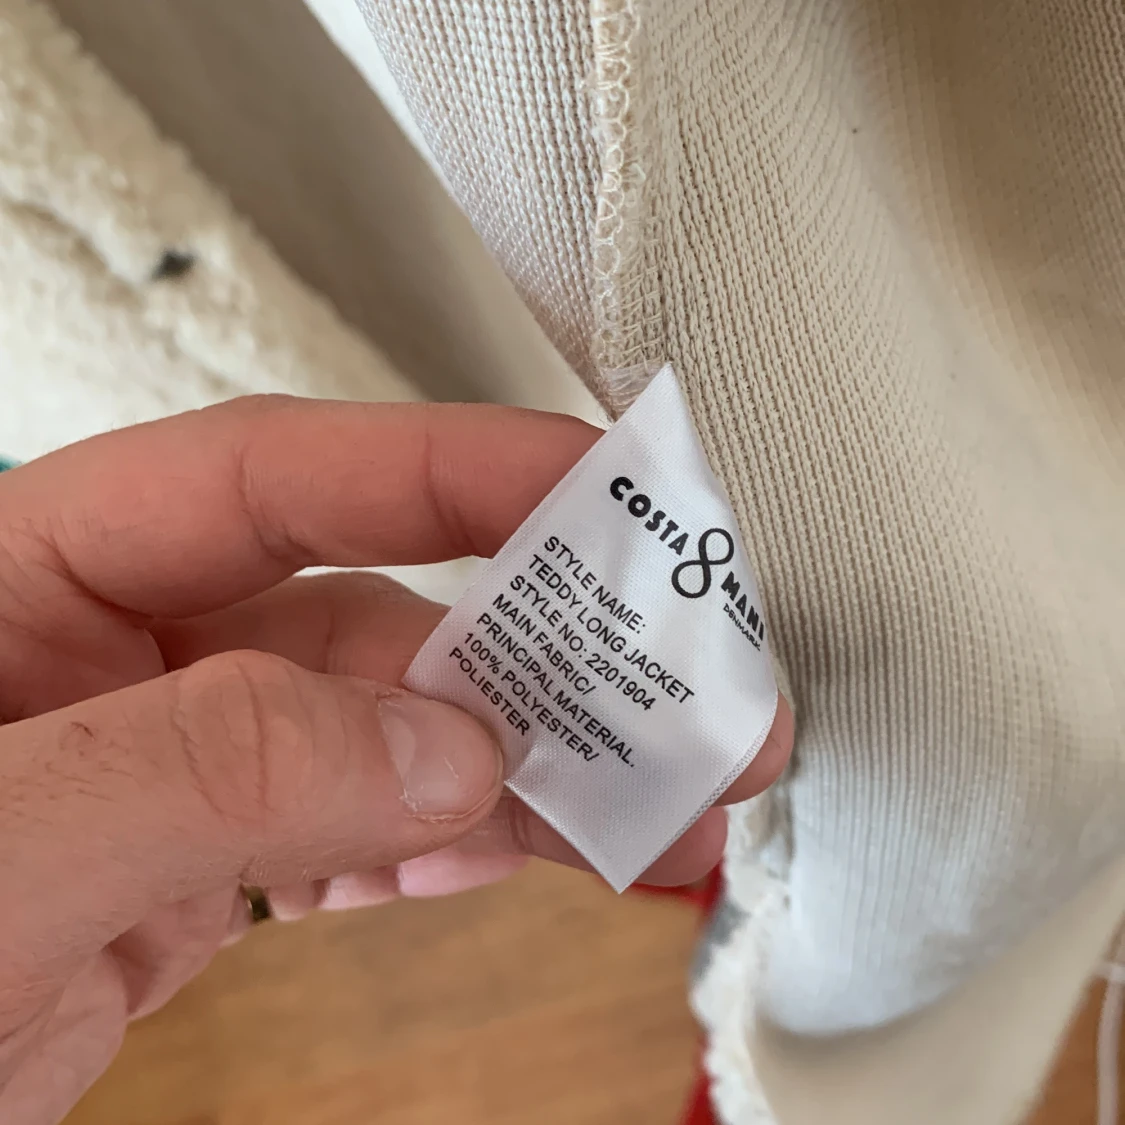 COSTA 8 MANI
DENMARK
STYLE NAME:
TEDDY LONG JACKET
STYLE NO: 2201904
MAIN FABRIC/
PRINCIPAL MATERIAL.
100% POLYESTER/
POLIESTER